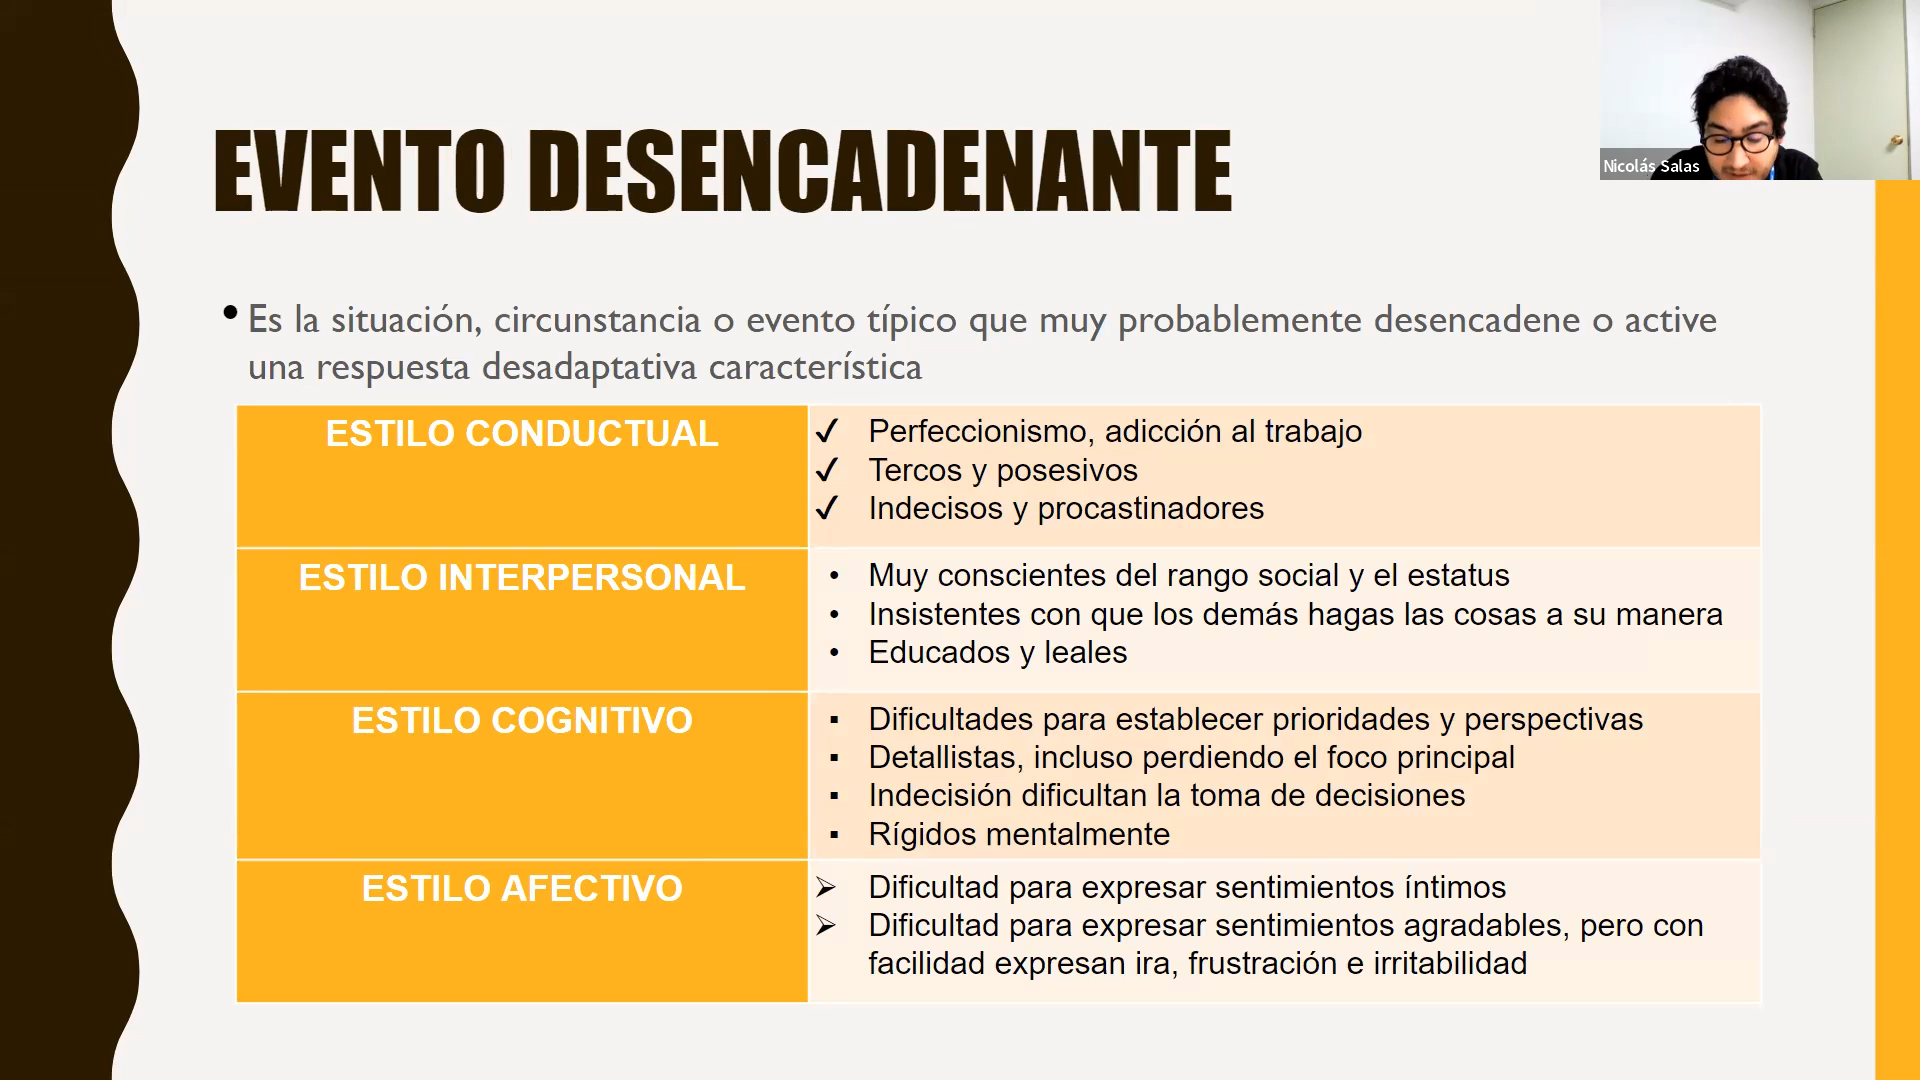 Nicolás Salas
EVENTO DESENCADENANTE
• Es la situación, circunstancia o evento típico que muy probablemente desencadene o active
una respuesta desadaptativa característica
ESTILO CONDUCTUAL
✓ Perfeccionismo, adicción al trabajo
✓ Tercos y posesivos
✓ Indecisos y procastinadores
ESTILO INTERPERSONAL
• Muy conscientes del rango social y el estatus
• Insistentes con que los demás hagas las cosas a su manera
• Educados y leales
ESTILO COGNITIVO
▪ Dificultades para establecer prioridades y perspectivas
▪ Detallistas, incluso perdiendo el foco principal
▪ Indecisión dificultan la toma de decisiones
▪ Rígidos mentalmente
ESTILO AFECTIVO
➢ Dificultad para expresar sentimientos íntimos
➢ Dificultad para expresar sentimientos agradables, pero con
facilidad expresan ira, frustración e irritabilidad